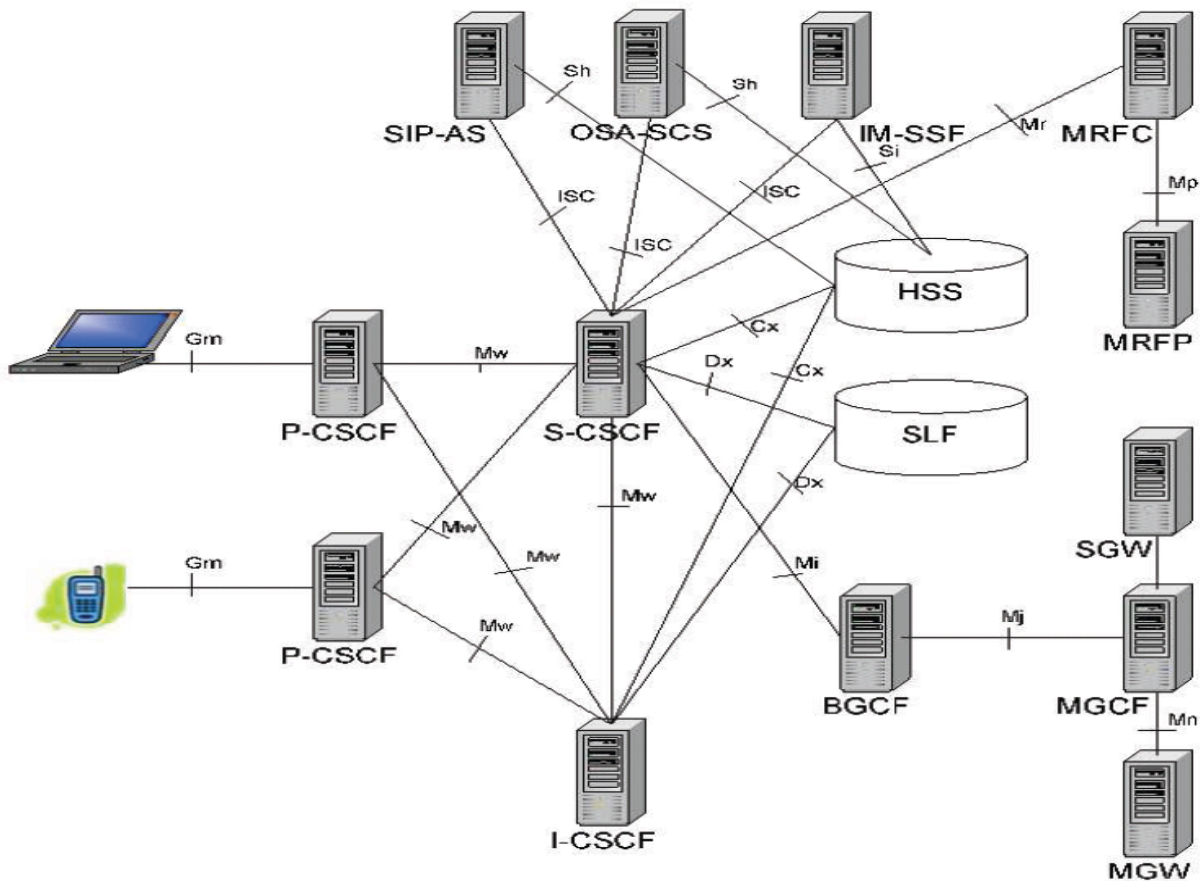 Sh
Sh
SIP-AS
OSA-SCS
IM-SSF
Mr
MRFC
Si
ISC
ISC
Mp
ISC
HSS
Gm
Mw
Cx
MRFP
Dx
Cx
P-CSCF
S-CSCF
SLF
Dx
Mw
Mw
SGW
Gm
Mw
Mi
Mw
Mj
P-CSCF
BGCF
MGCF
Mn
I-CSCF
MGW